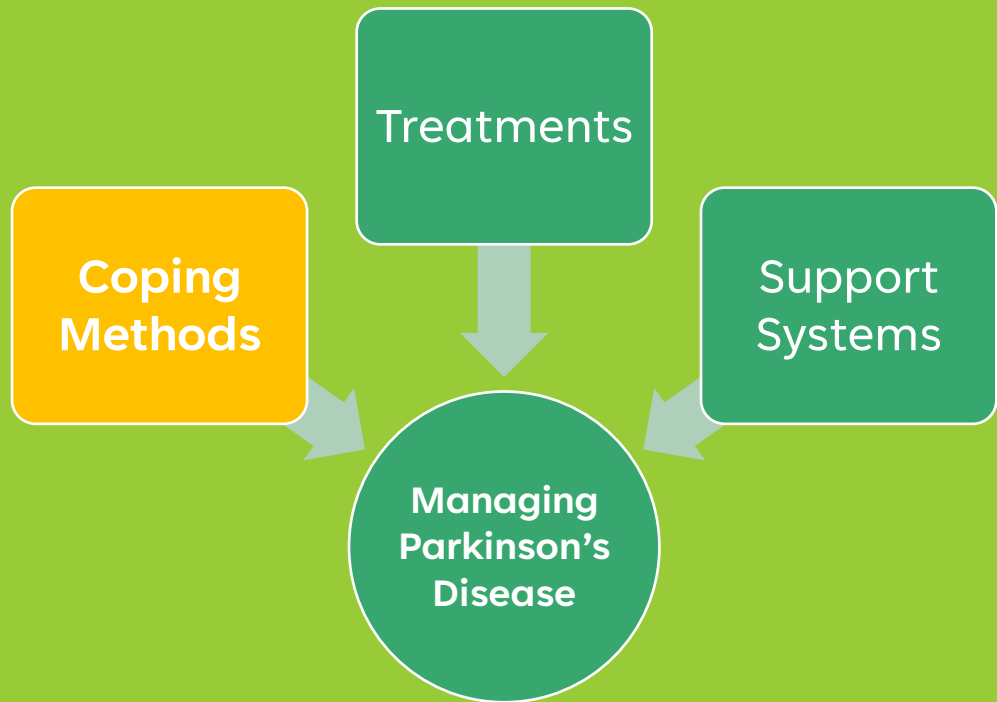 Treatments
Coping
Methods
Support
Systems
Managing
Parkinson’s
Disease